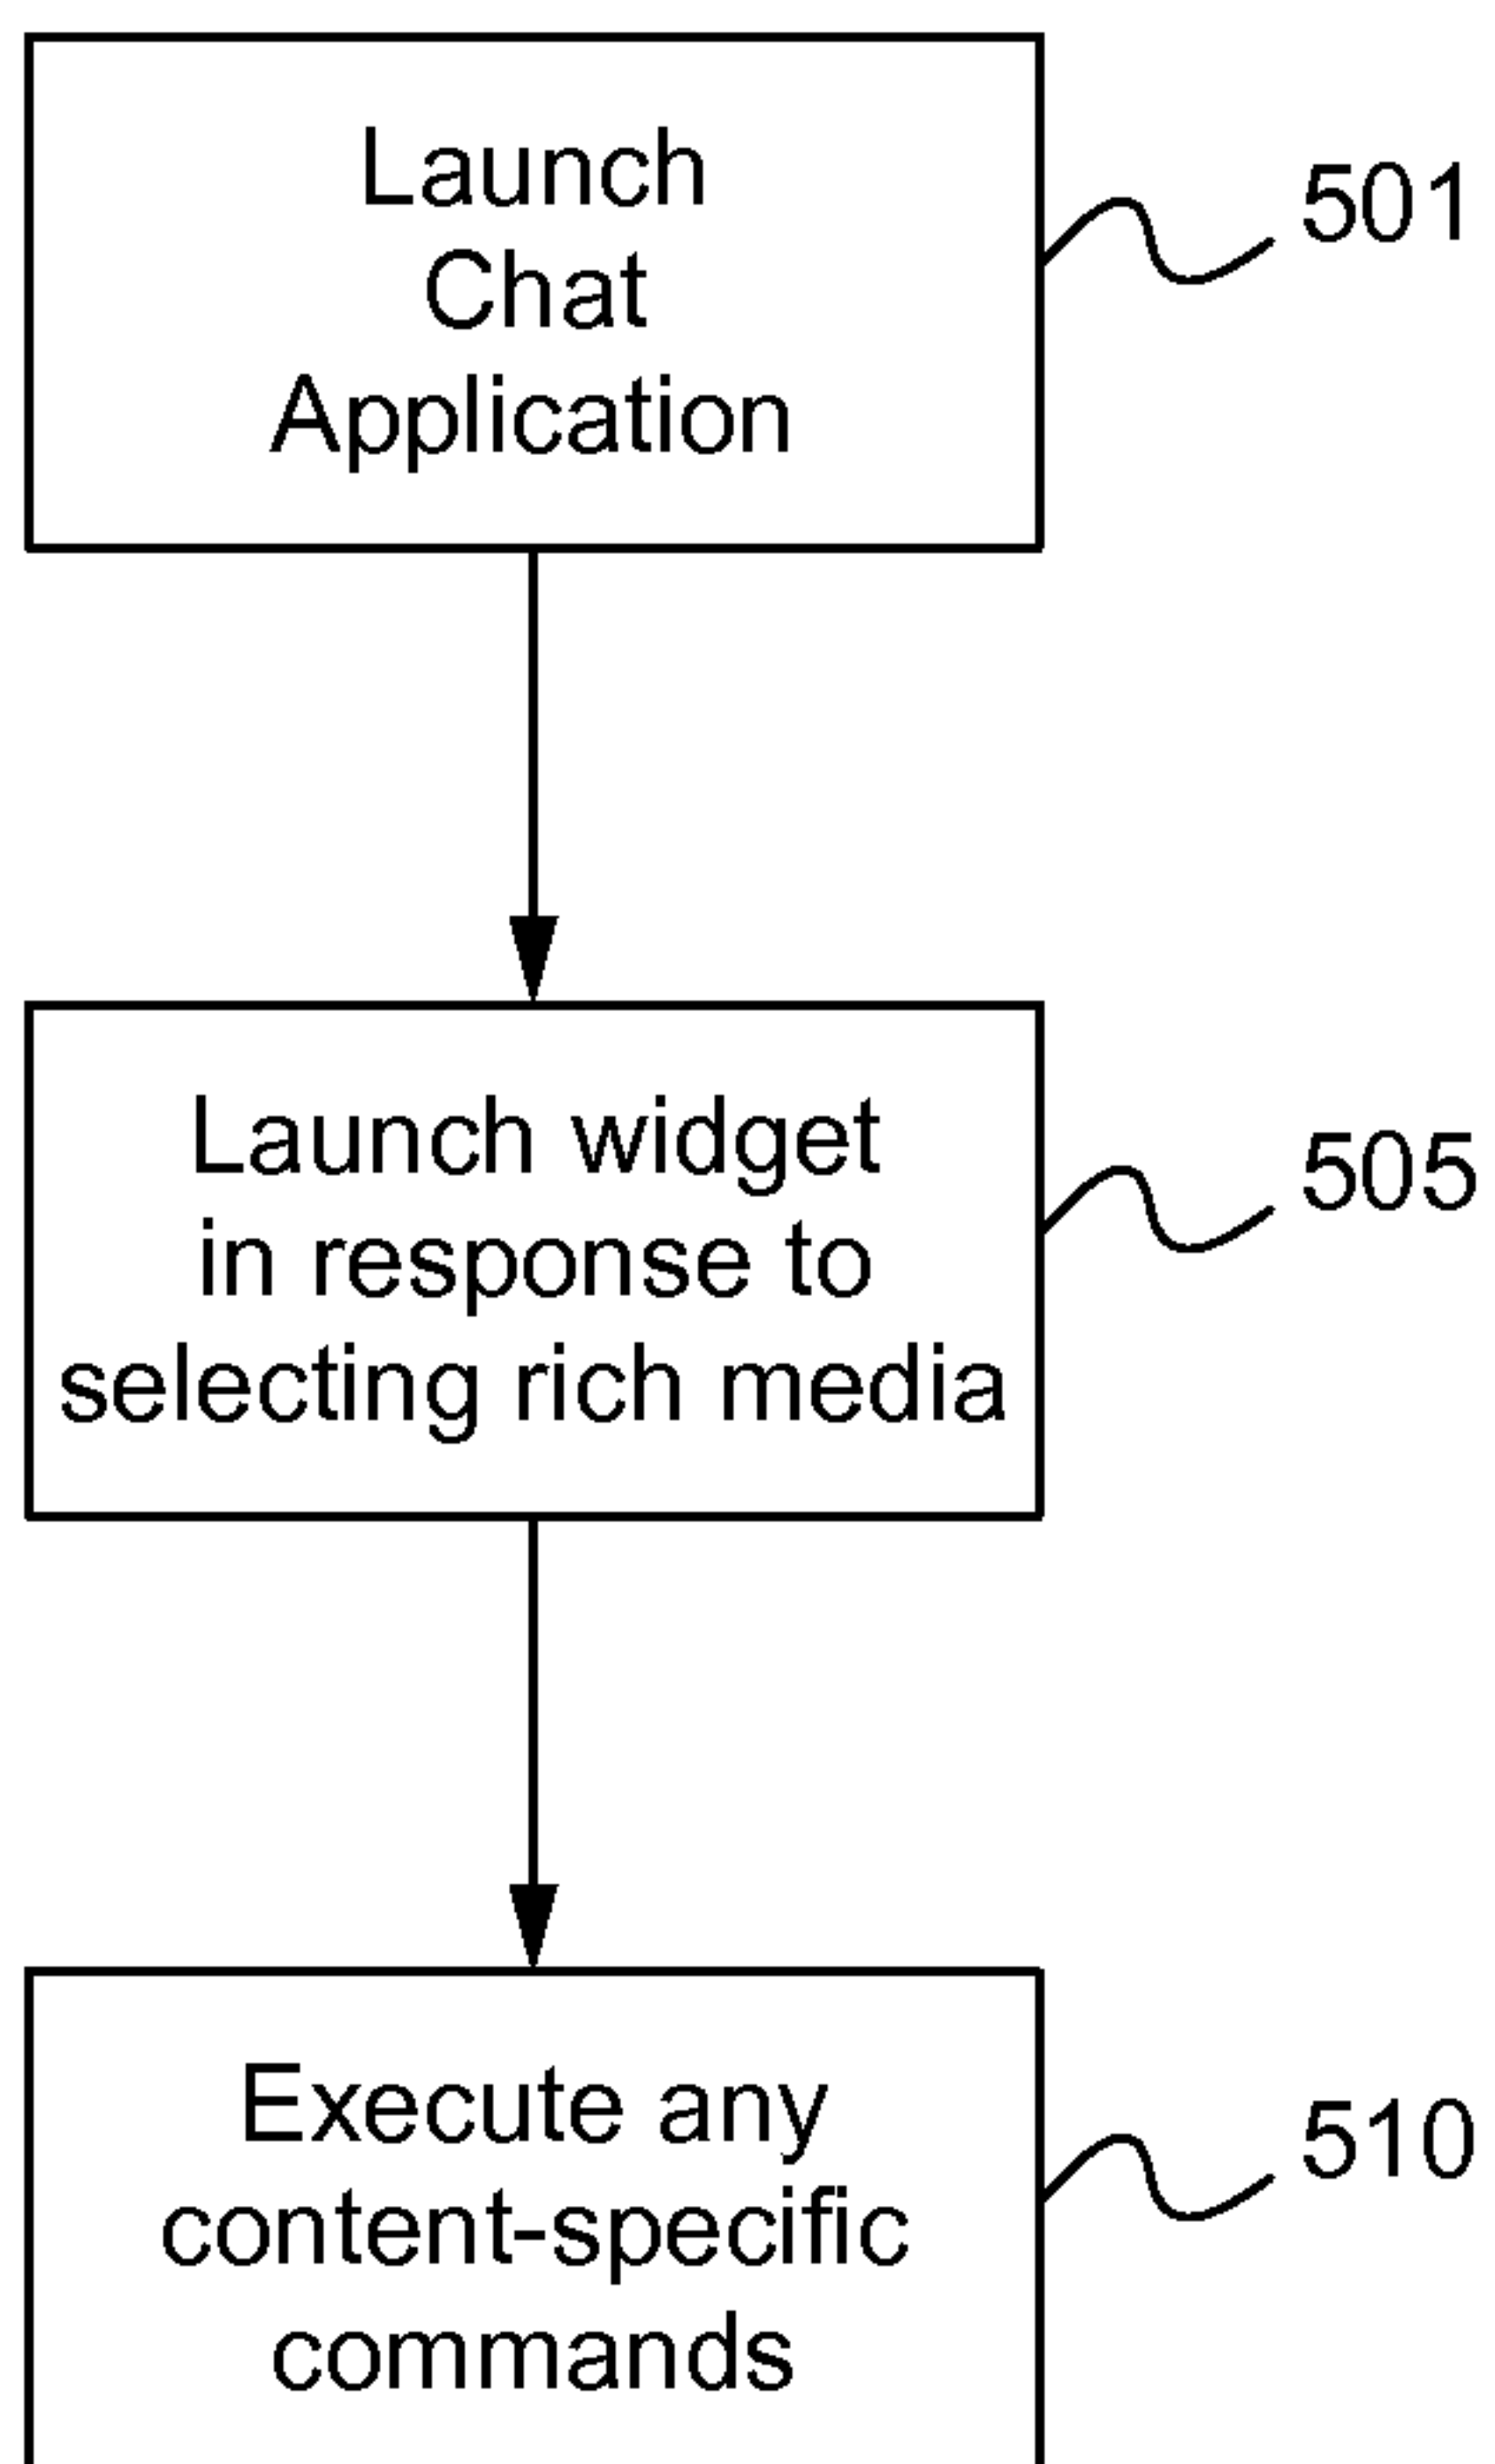 Launch
Chat
Application
501
Launch widget
in response to
selecting rich media
505
Execute any
content-specific
commands
510